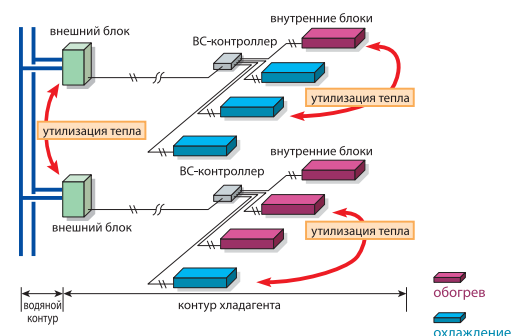 внешний блок
внутренние блоки
ВС-контроллер
утилизация тепла
утилизация тепла
внутренние блоки
ВС-контроллер
внешний блок
утилизация тепла
водяной
контур
контур хладагента
обогрев
охлаждение